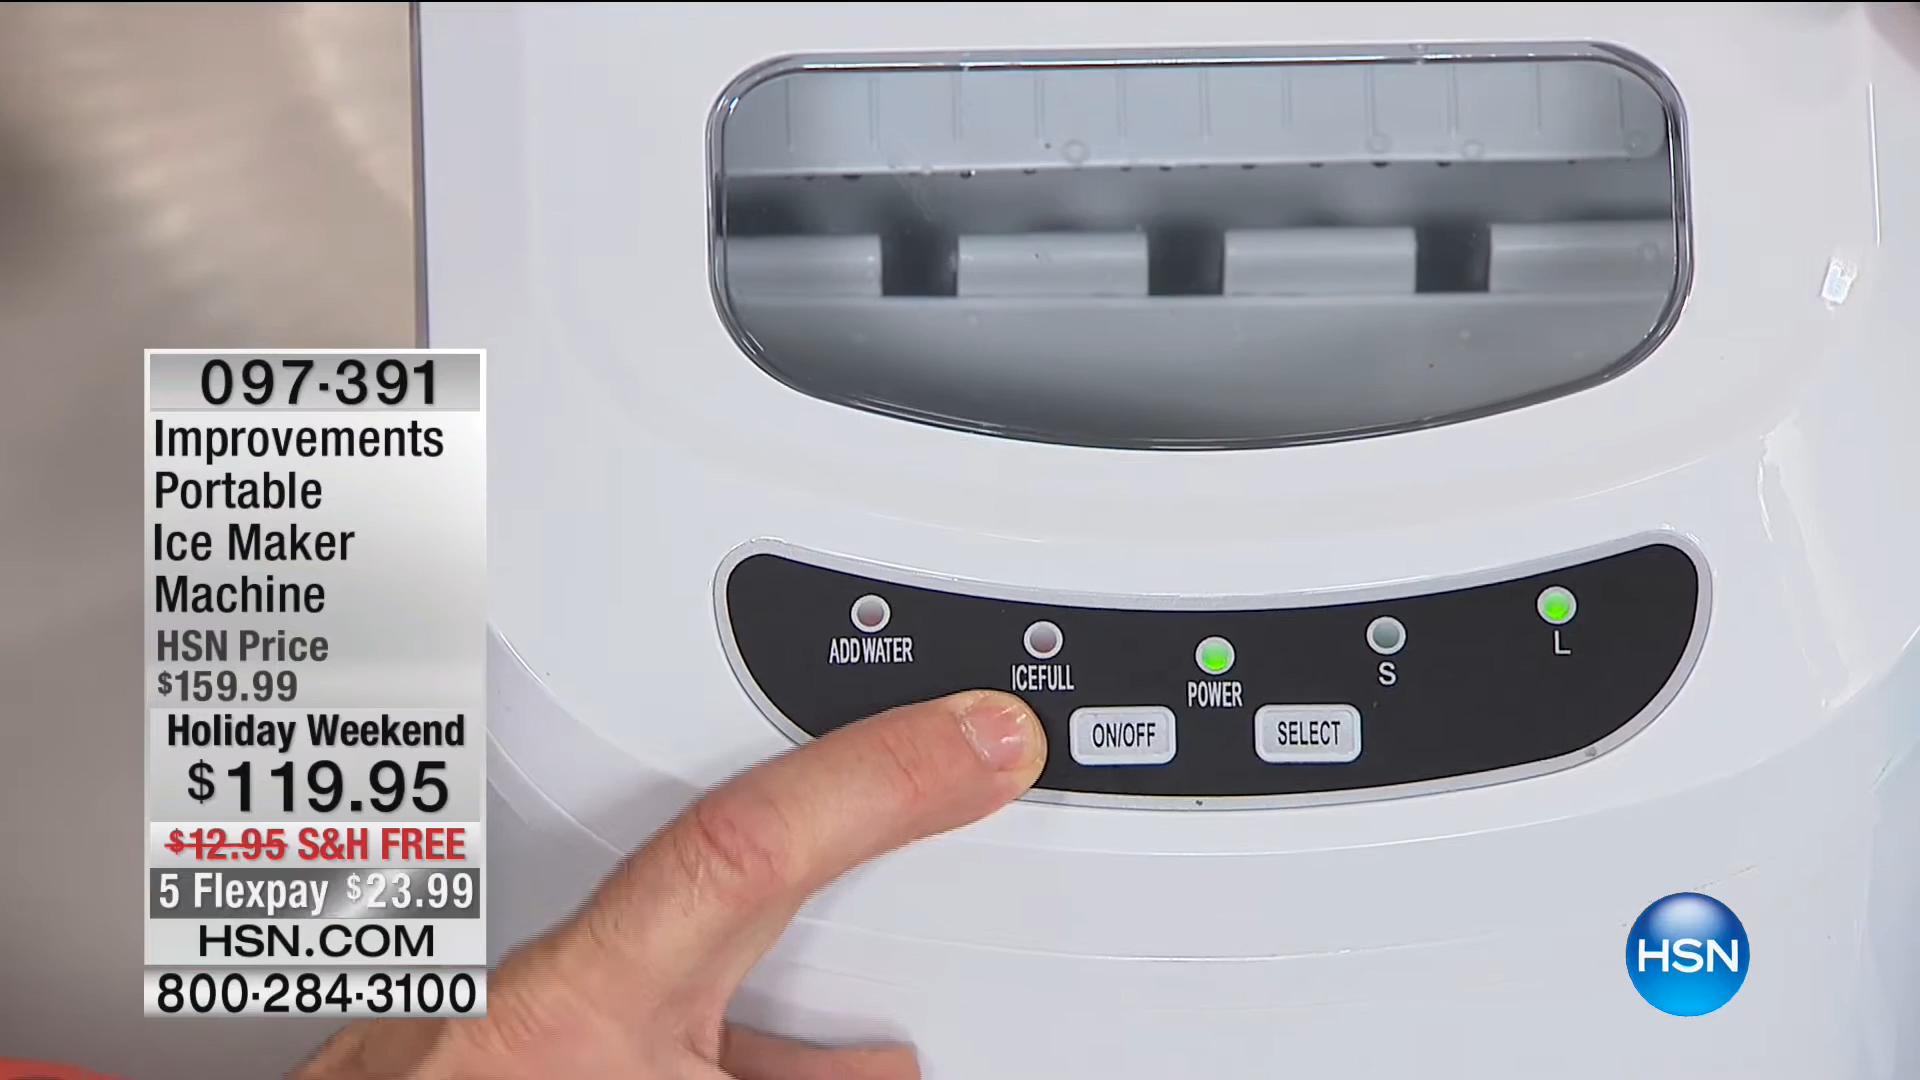 097·391
Improvements
Portable
Ice Maker
Machine
HSN Price
$159.99
Holiday Weekend
$119.95
$12.95 S&H FREE
5 Flexpay $23.99
HSN.COM
800·284·3100
ADD WATER
ICEFULL
POWER
S
L
ON/OFF
SELECT
HSN